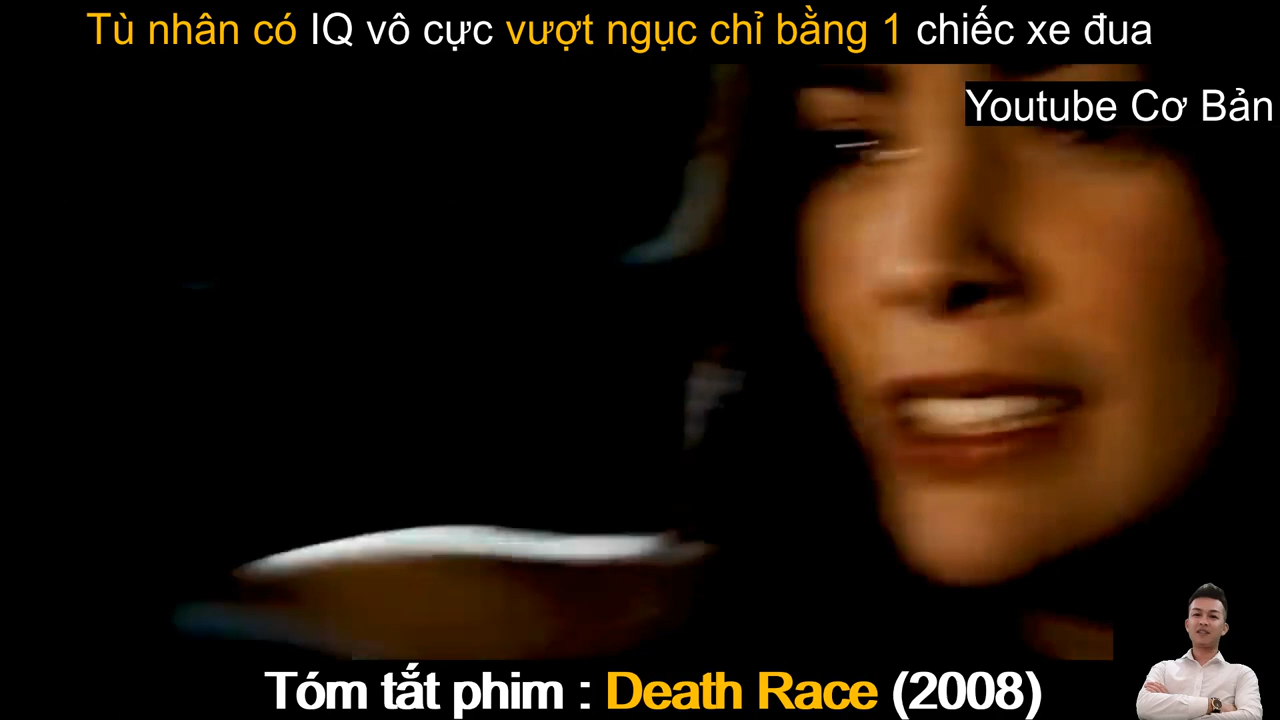 Tù nhân có IQ vô cực vượt ngục chỉ bằng 1 chiếc xe đua
Youtube Cơ Bản
Tóm tắt phim : Death Race (2008)